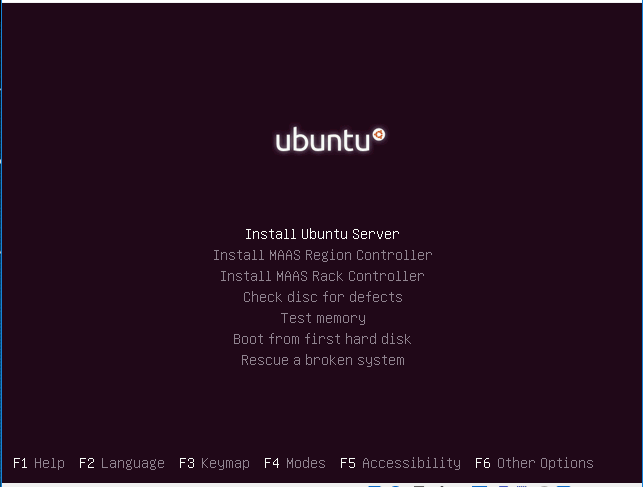 ubuntu
Install Ubuntu Server
Install MAAS Region Controller
Install MAAS Rack Controller
Check disc for defects
Test memory
Boot from first hard disk
Rescue a broken system
F1 Help F2 Language F3 Keymap F4 Modes F5 Accessibility F6 Other Options